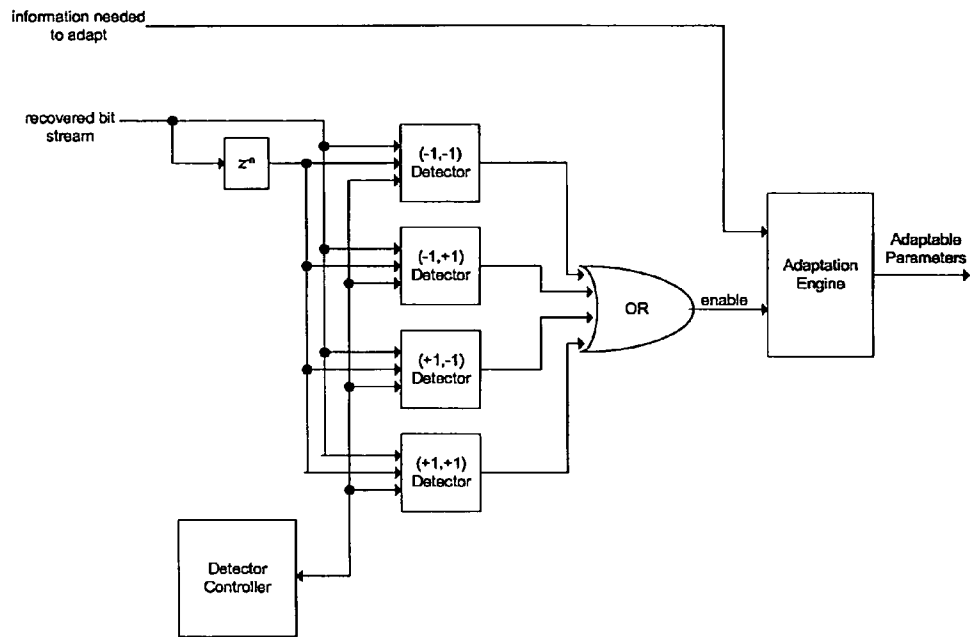 information needed
to adapt
recovered bit
stream
z⁻ⁿ
(-1,-1)
Detector
(-1,+1)
Detector
(+1,-1)
Detector
(+1,+1)
Detector
OR
enable
Adaptation
Engine
Adaptable
Parameters
Detector
Controller